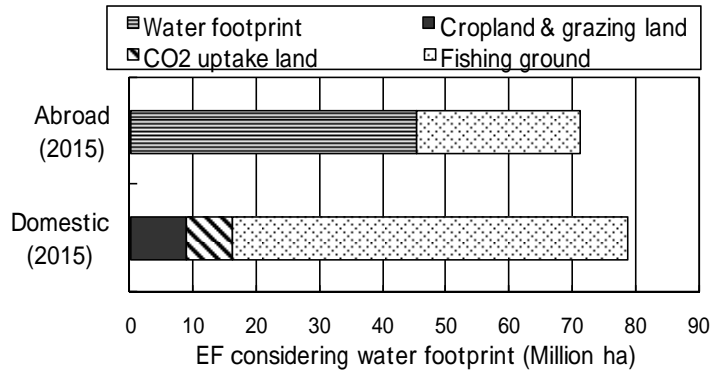 Water footprint Cropland & grazing land
CO2 uptake land Fishing ground
Abroad
(2015)
Domestic
(2015)
0 10 20 30 40 50 60 70 80 90
EF considering water footprint (Million ha)